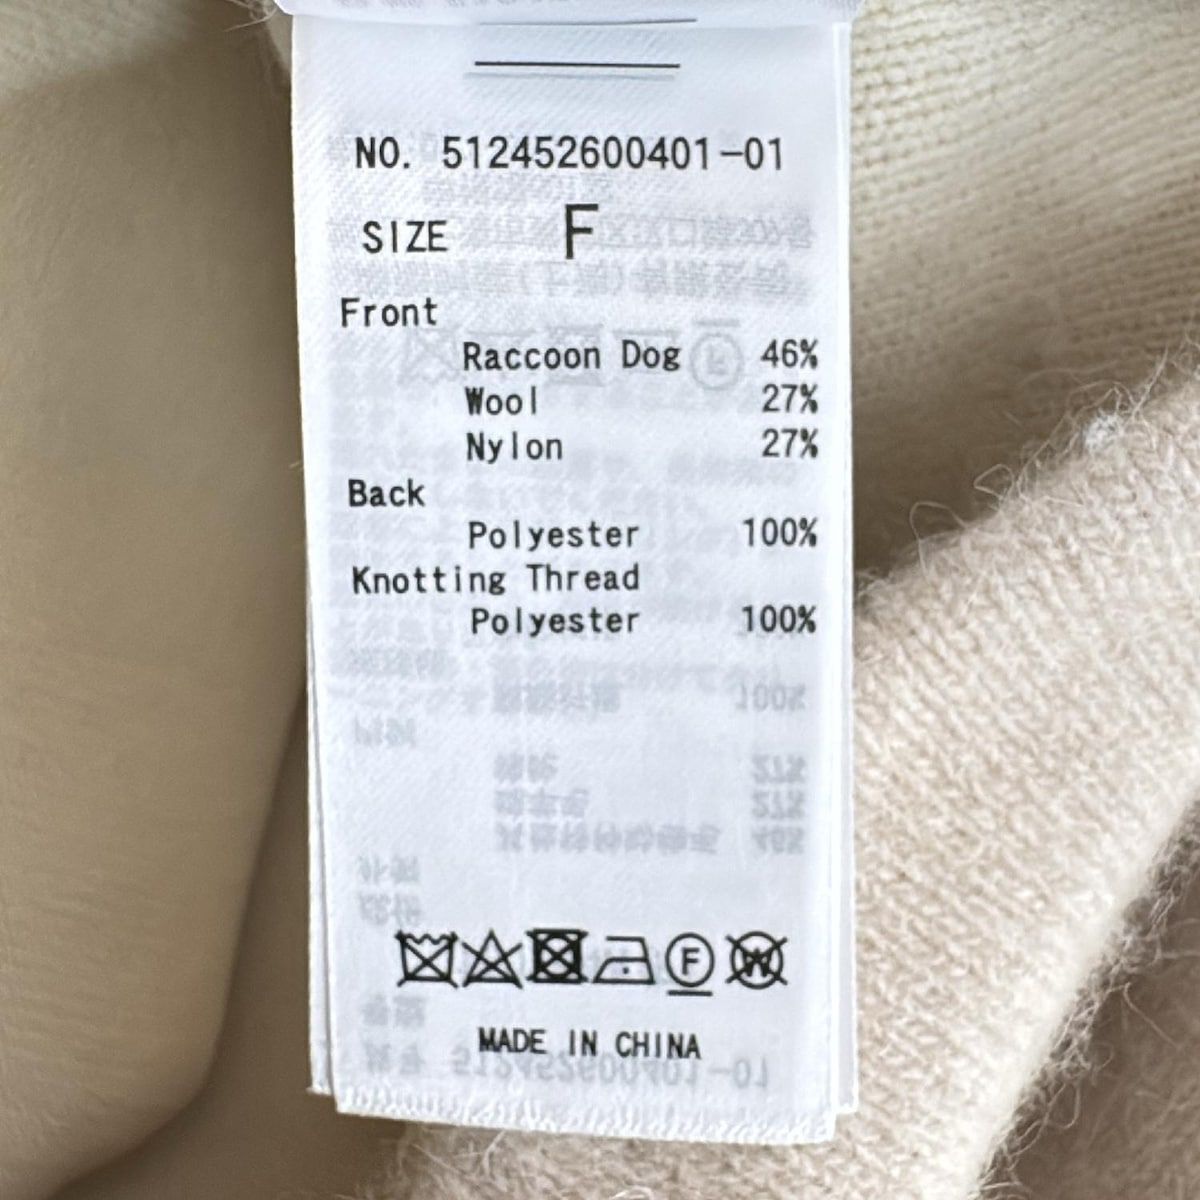 NO. 512452600401-01
SIZE F
Front
Raccoon Dog 46%
Wool 27%
Nylon 27%
Back
Polyester 100%
Knotting Thread
Polyester 100%
F W
MADE IN CHINA